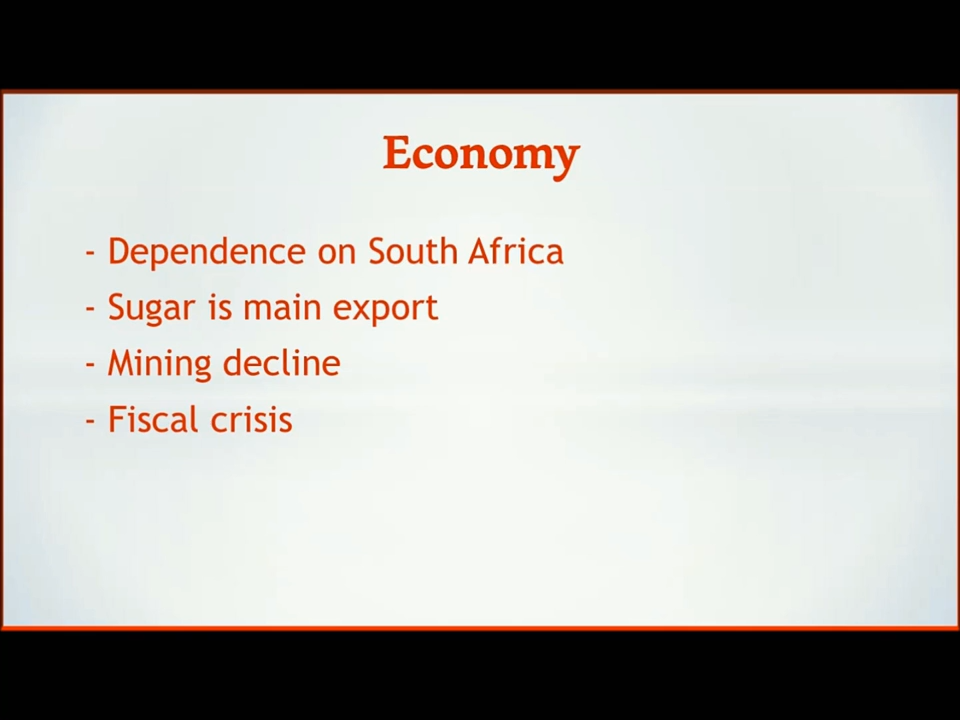 Economy
- Dependence on South Africa
- Sugar is main export
- Mining decline
- Fiscal crisis